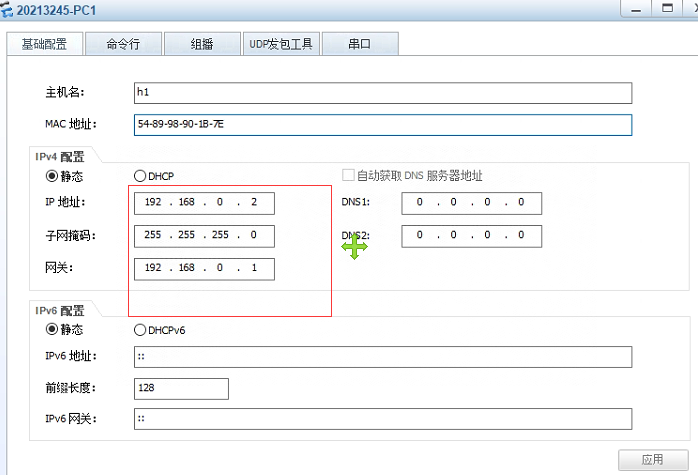 20213245-PC1
基础配置 命令行 组播 UDP发包工具 串口
主机名: h1
MAC 地址: 54-89-98-90-1B-7E
IPv4 配置
静态 DHCP 自动获取 DNS 服务器地址
IP 地址: 192 . 168 . 0 . 2 DNS1: 0 . 0 . 0 . 0
子网掩码: 255 . 255 . 255 . 0 DNS2: 0 . 0 . 0 . 0
网关: 192 . 168 . 0 . 1
IPv6 配置
静态 DHCPv6
IPv6 地址: ::
前缀长度: 128
IPv6 网关: ::
应用